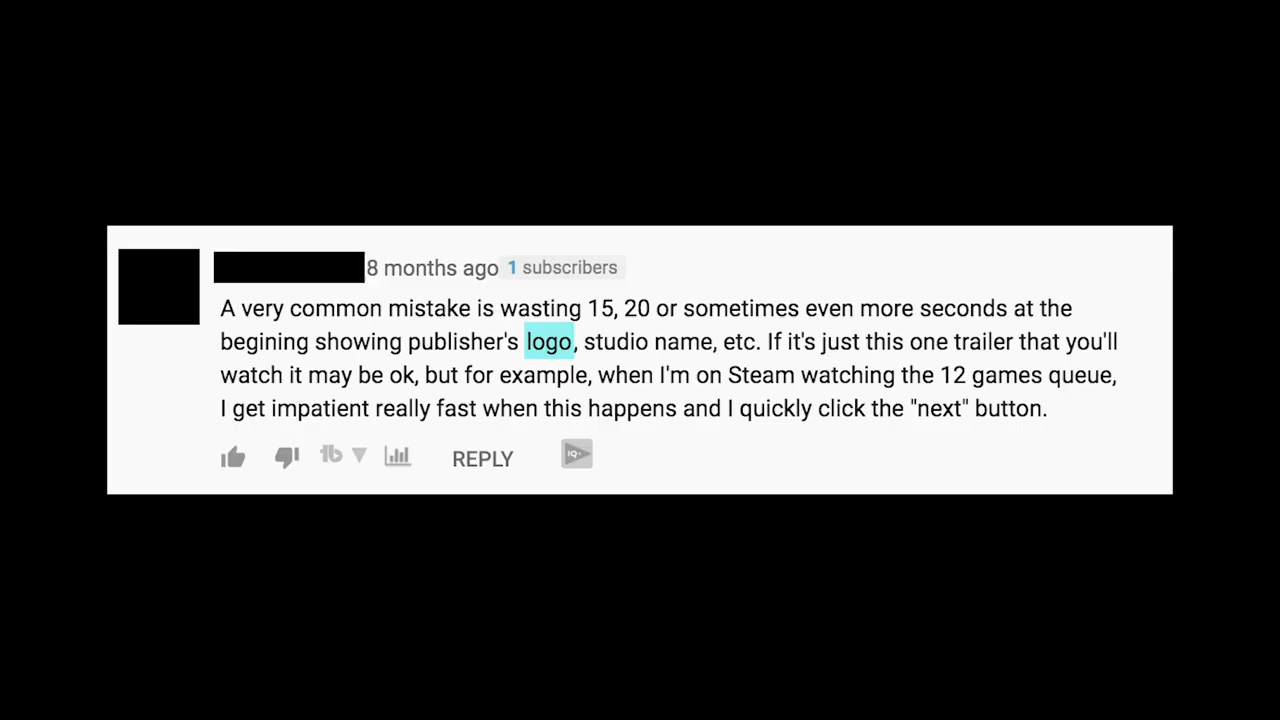 8 months ago 1 subscribers
A very common mistake is wasting 15, 20 or sometimes even more seconds at the
begining showing publisher's logo, studio name, etc. If it's just this one trailer that you'll
watch it may be ok, but for example, when I'm on Steam watching the 12 games queue,
I get impatient really fast when this happens and I quickly click the "next" button.
tb REPLY IQ+